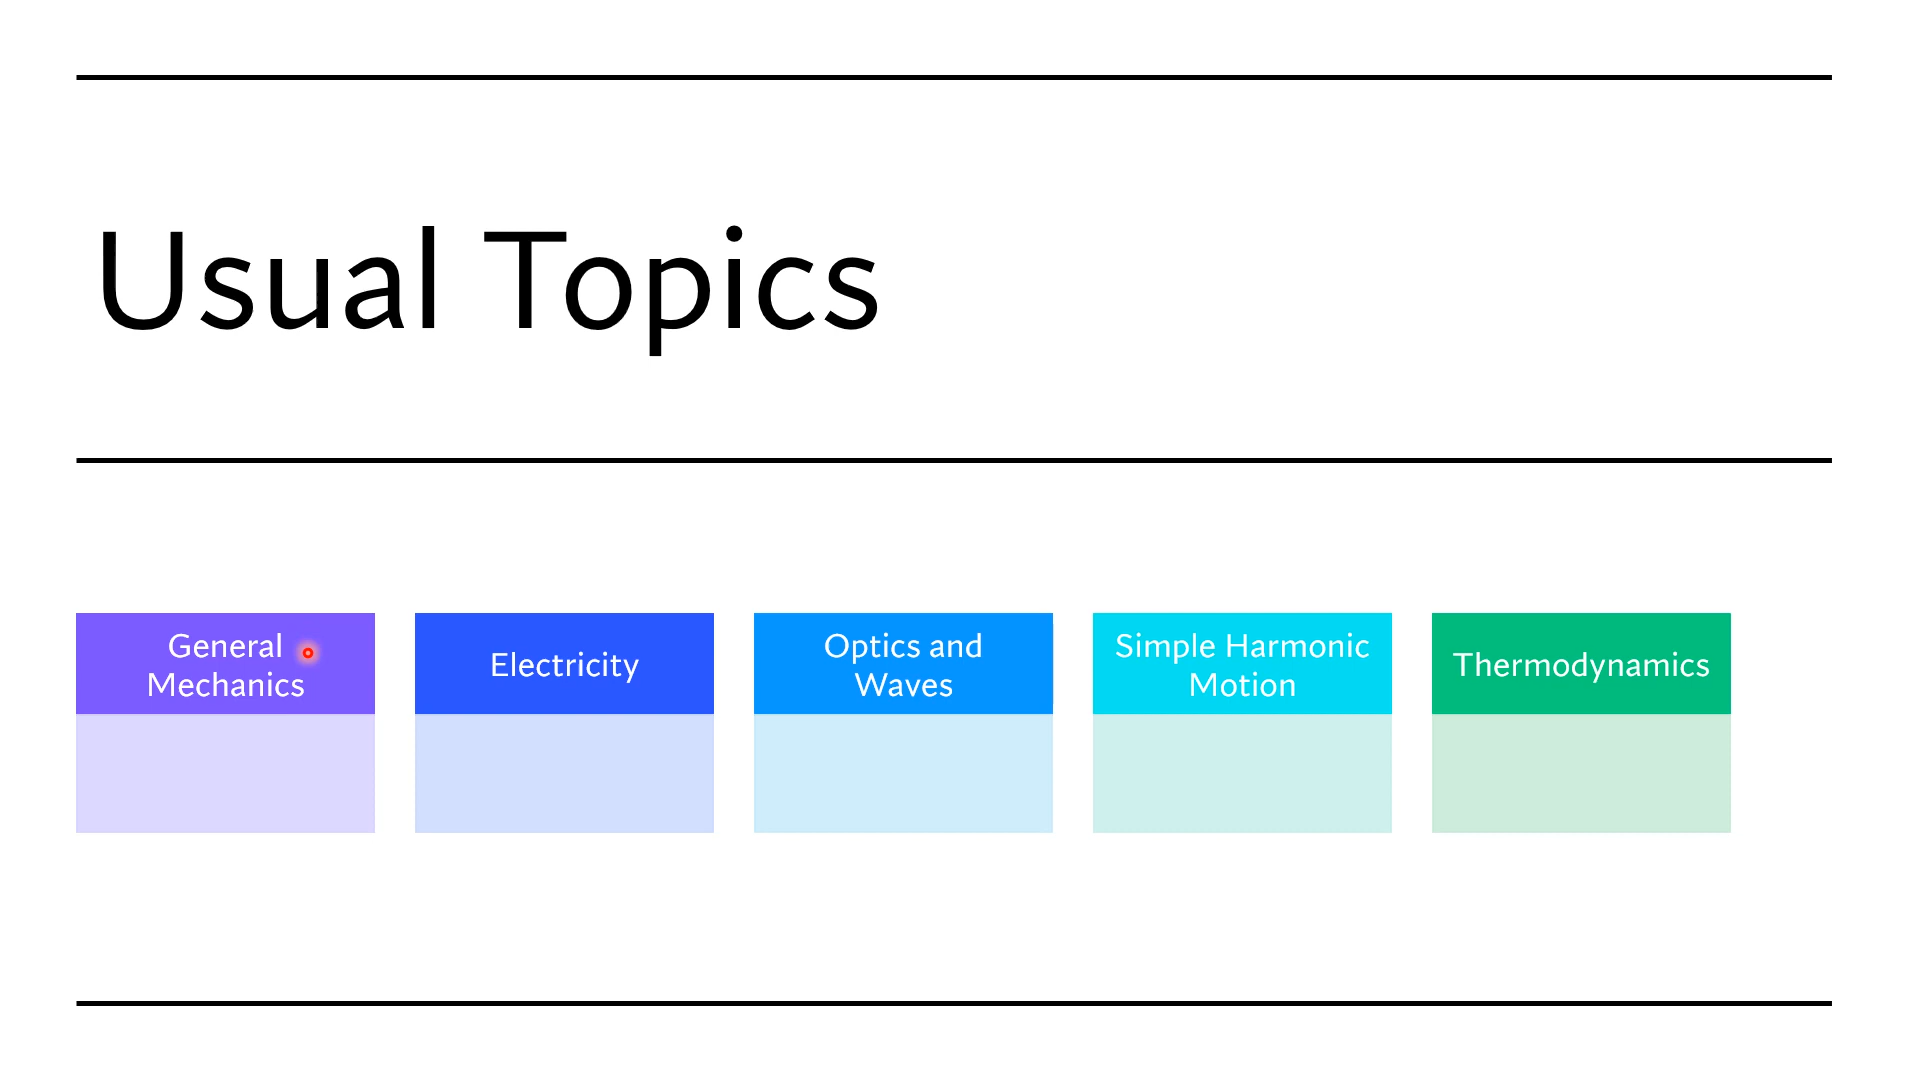 Usual Topics
General
Mechanics
Electricity
Optics and
Waves
Simple Harmonic
Motion
Thermodynamics